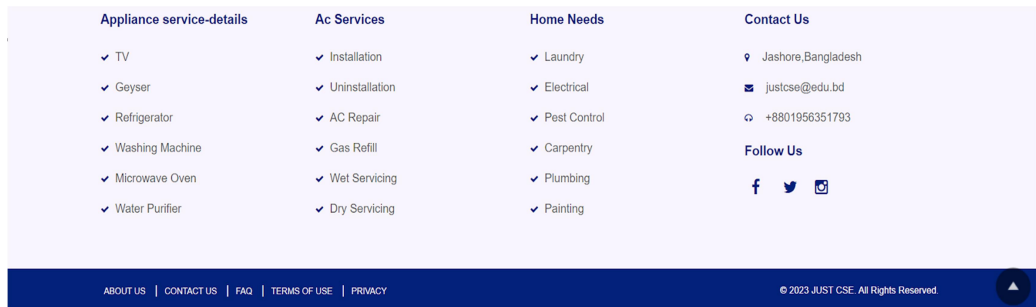 Appliance service-details
TV
Geyser
Refrigerator
Washing Machine
Microwave Oven
Water Purifier
Ac Services
Installation
Uninstallation
AC Repair
Gas Refill
Wet Servicing
Dry Servicing
Home Needs
Laundry
Electrical
Pest Control
Carpentry
Plumbing
Painting
Contact Us
Jashore,Bangladesh
justcse@edu.bd
+8801956351793
Follow Us
ABOUT US | CONTACT US | FAQ | TERMS OF USE | PRIVACY
© 2023 JUST CSE. All Rights Reserved.